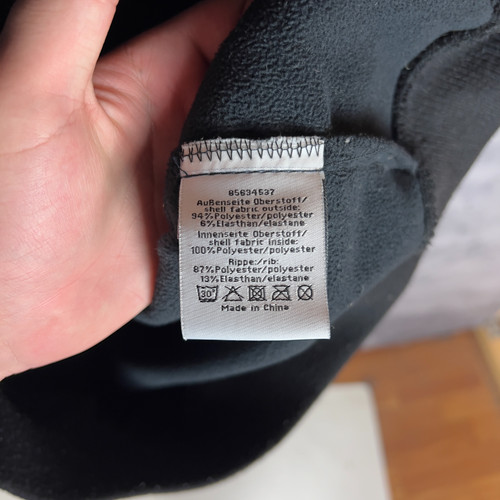 85634537
Außenseite Oberstoff/
shell fabric outside:
94% Polyester/polyester
6% Elasthan/elastane
Innenseite Oberstoff/
shell fabric inside:
100% Polyester/polyester
Rippe:/rib:
87% Polyester/polyester
13% Elasthan/elastane
30°
Made in China